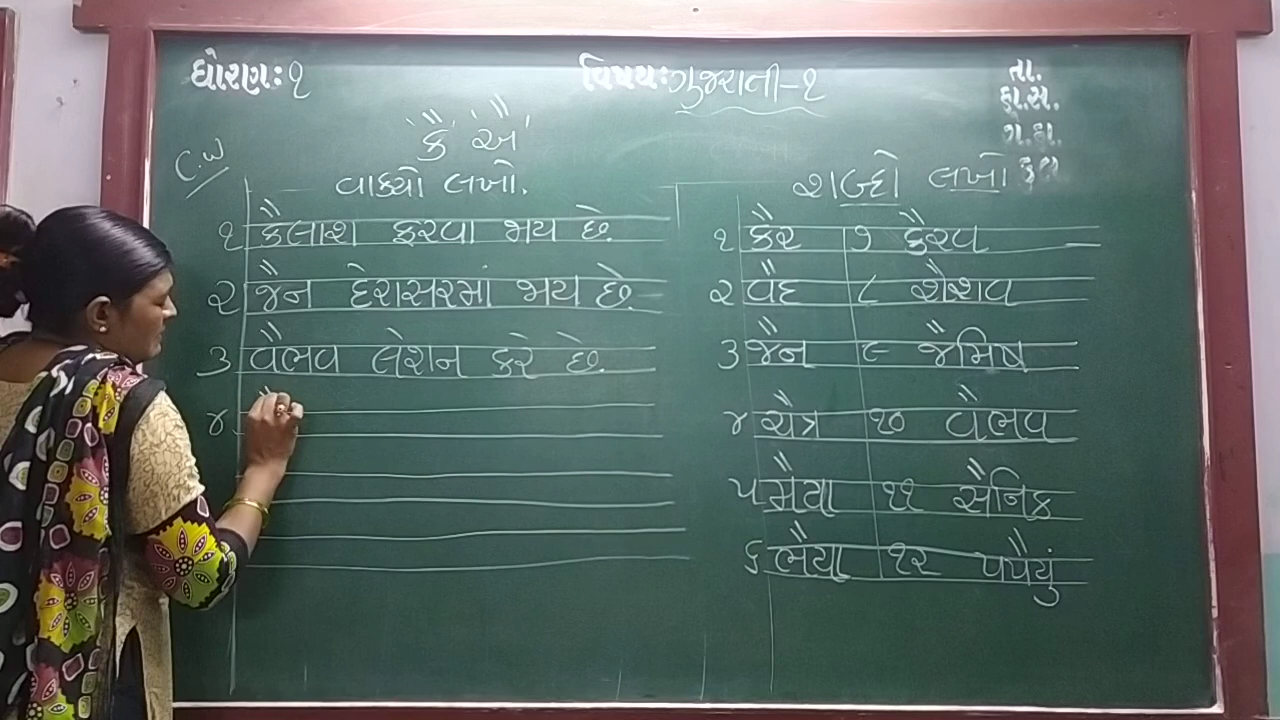 ધોરણ: ૧
વિષય: ગુજરાતી-૧
તા.
હા.સ.
ગે.હા.
કુલ
'કૈ' 'ઐ'
C.W
વાક્યો લખો.
૧ કૈલાશ ફરવા જાય છે.
૨ જૈન દેરાસરમાં જાય છે.
૩ વૈભવ લેશન કરે છે.
૪
શબ્દો લખો
૧ કૈર ૭ કૈરવ
૨ વૈદ ૮ શૈશવ
૩ જૈન ૯ જૈમિષ
૪ ચૈત્ર ૧૦ વૈભવ
૫ મૈયા ૧૧ સૈનિક
૬ ભૈયા ૧૨ પપૈયું